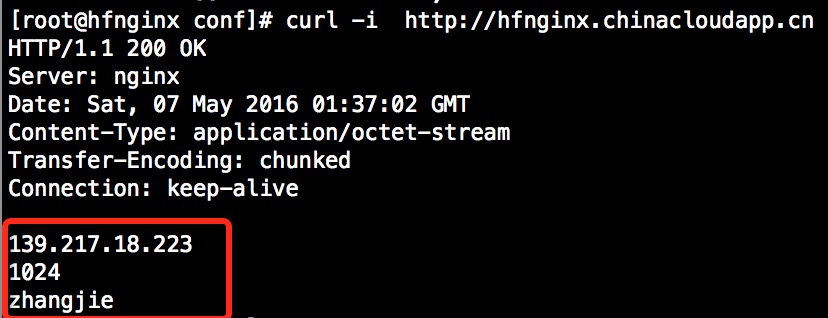 [root@hfnginx conf]# curl -i  http://hfnginx.chinacloudapp.cn
HTTP/1.1 200 OK
Server: nginx
Date: Sat, 07 May 2016 01:37:02 GMT
Content-Type: application/octet-stream
Transfer-Encoding: chunked
Connection: keep-alive
139.217.18.223
1024
zhangjie